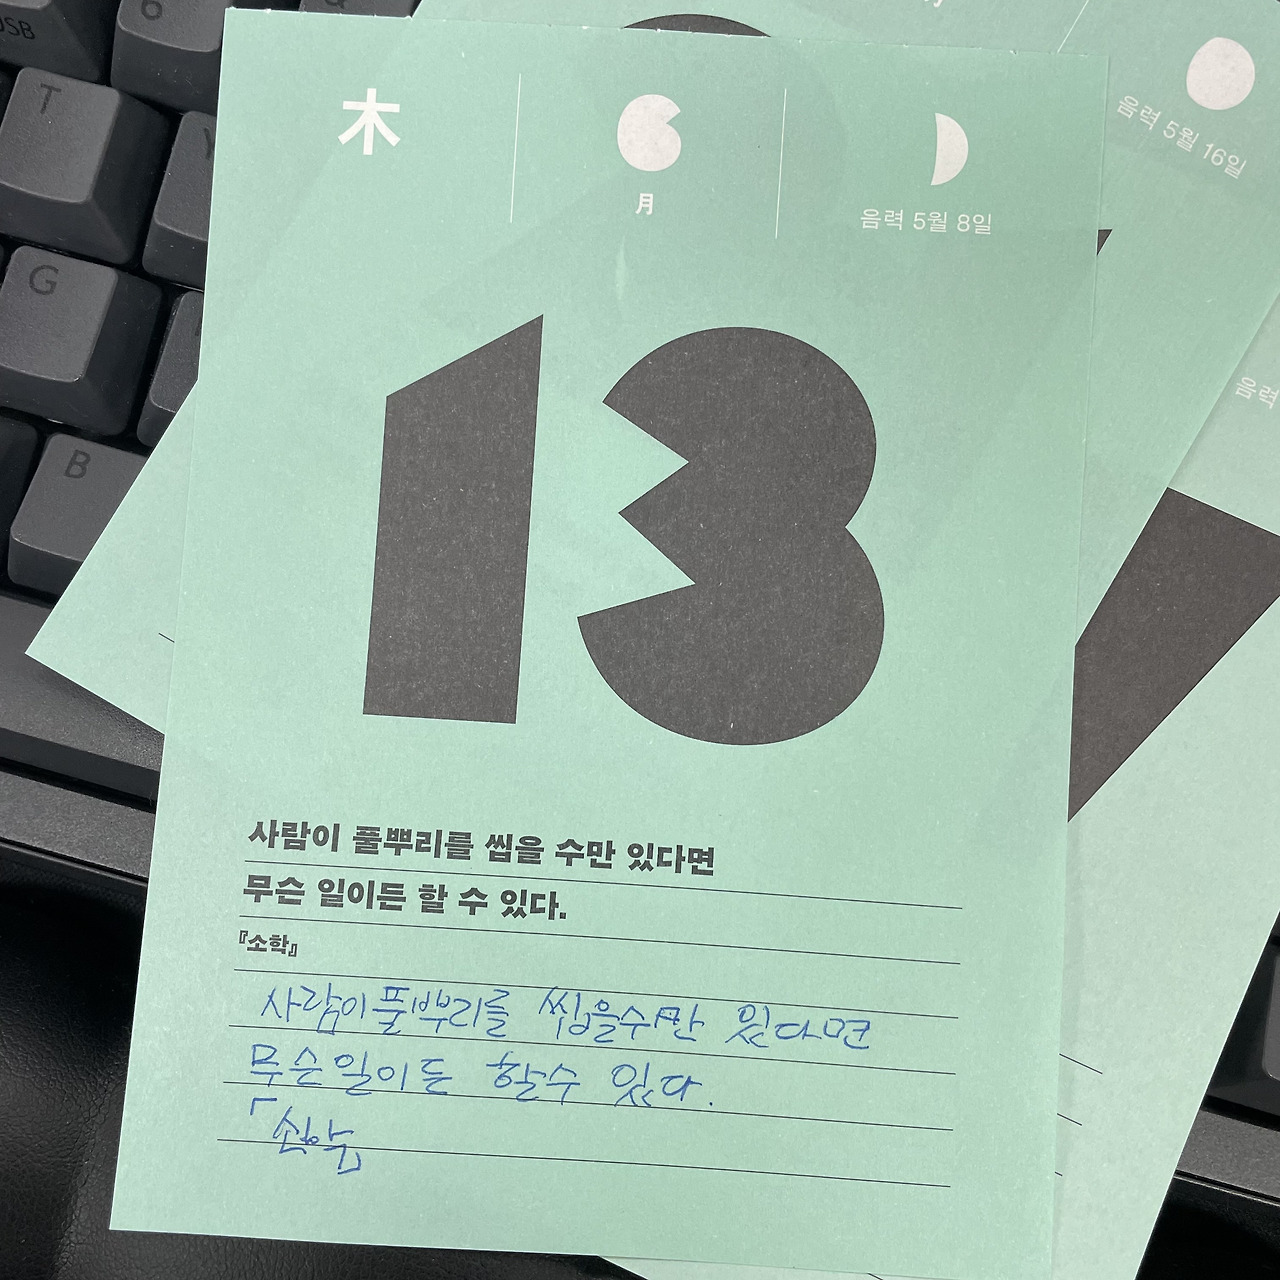 木
6
月
음력 5월 8일
음력 5월 16일
13
사람이 풀뿌리를 씹을 수만 있다면
무슨 일이든 할 수 있다.
『소학』
사람이 풀뿌리를 씹을 수만 있다면
무슨 일이든 할 수 있다.
「소학」
T
G
B
6
Y
음력